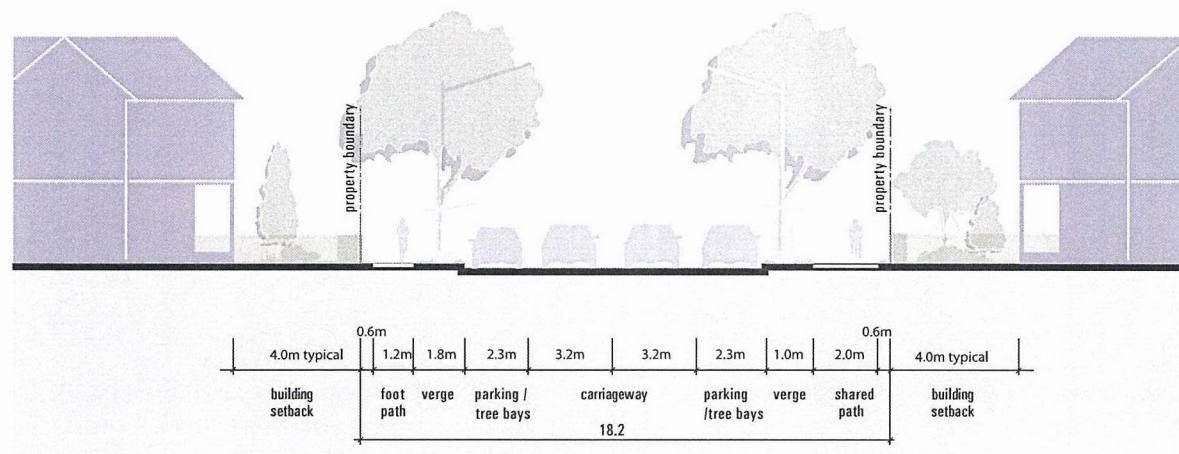 property boundary
property boundary
0.6m
0.6m
4.0m typical
1.2m
1.8m
2.3m
3.2m
3.2m
2.3m
1.0m
2.0m
4.0m typical
building
setback
foot
path
verge
parking /
tree bays
carriageway
parking
/tree bays
verge
shared
path
building
setback
18.2